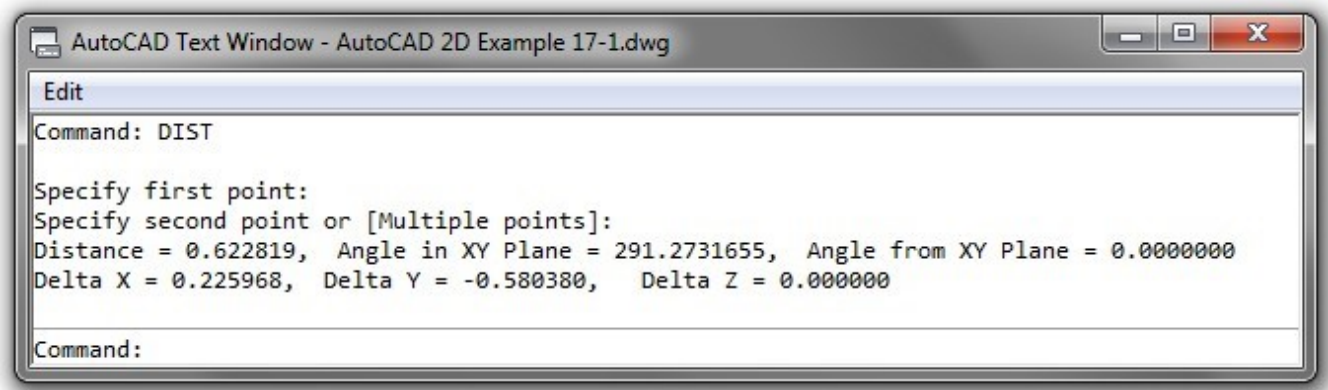 AutoCAD Text Window - AutoCAD 2D Example 17-1.dwg
Edit
Command: DIST
Specify first point:
Specify second point or [Multiple points]:
Distance = 0.622819,  Angle in XY Plane = 291.2731655,  Angle from XY Plane = 0.0000000
Delta X = 0.225968,  Delta Y = -0.580380,   Delta Z = 0.000000
Command: